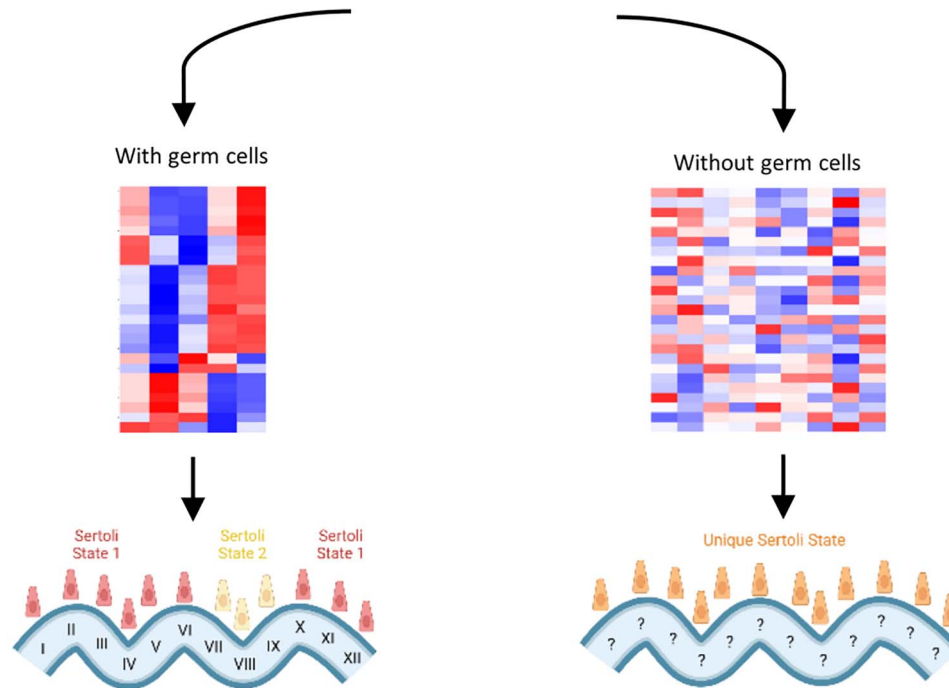 With germ cells
Without germ cells
Sertoli
State 1
Sertoli
State 2
Sertoli
State 1
Unique Sertoli State
I
II
III
IV
V
VI
VII
VIII
IX
X
XI
XII
?
?
?
?
?
?
?
?
?
?
?
?